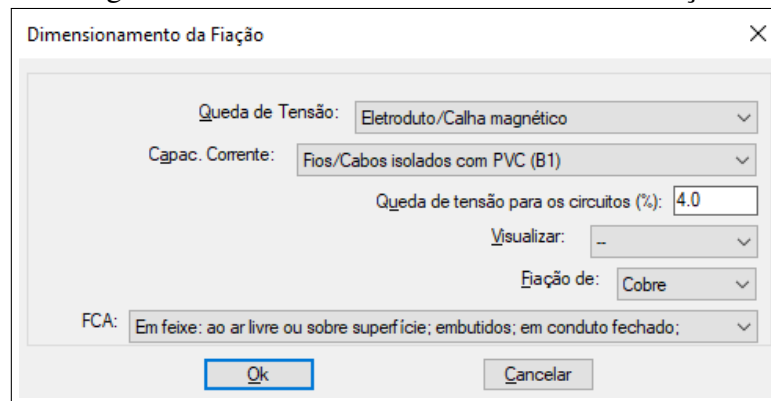 Dimensionamento da Fiação
Queda de Tensão: Eletroduto/Calha magnético
Capac. Corrente: Fios/Cabos isolados com PVC (B1)
Queda de tensão para os circuitos (%): 4.0
Visualizar: --
Fiação de: Cobre
FCA: Em feixe: ao ar livre ou sobre superfície; embutidos; em conduto fechado;
Ok Cancelar